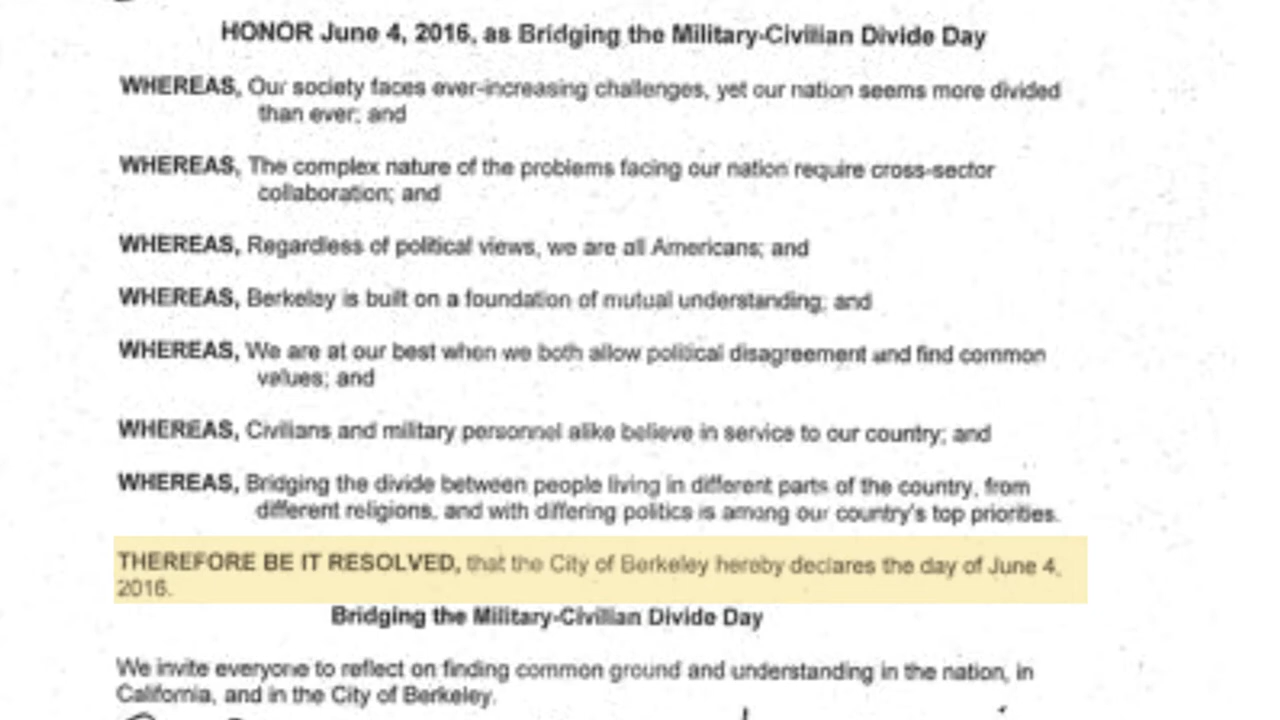 HONOR June 4, 2016, as Bridging the Military-Civilian Divide Day
WHEREAS, Our society faces ever-increasing challenges, yet our nation seems more divided
than ever; and
WHEREAS, The complex nature of the problems facing our nation require cross-sector
collaboration; and
WHEREAS, Regardless of political views, we are all Americans; and
WHEREAS, Berkeley is built on a foundation of mutual understanding; and
WHEREAS, We are at our best when we both allow political disagreement and find common
values; and
WHEREAS, Civilians and military personnel alike believe in service to our country; and
WHEREAS, Bridging the divide between people living in different parts of the country, from
different religions, and with differing politics is among our country's top priorities.
THEREFORE BE IT RESOLVED, that the City of Berkeley hereby declares the day of June 4,
2016.
Bridging the Military-Civilian Divide Day
We invite everyone to reflect on finding common ground and understanding in the nation, in
California, and in the City of Berkeley.